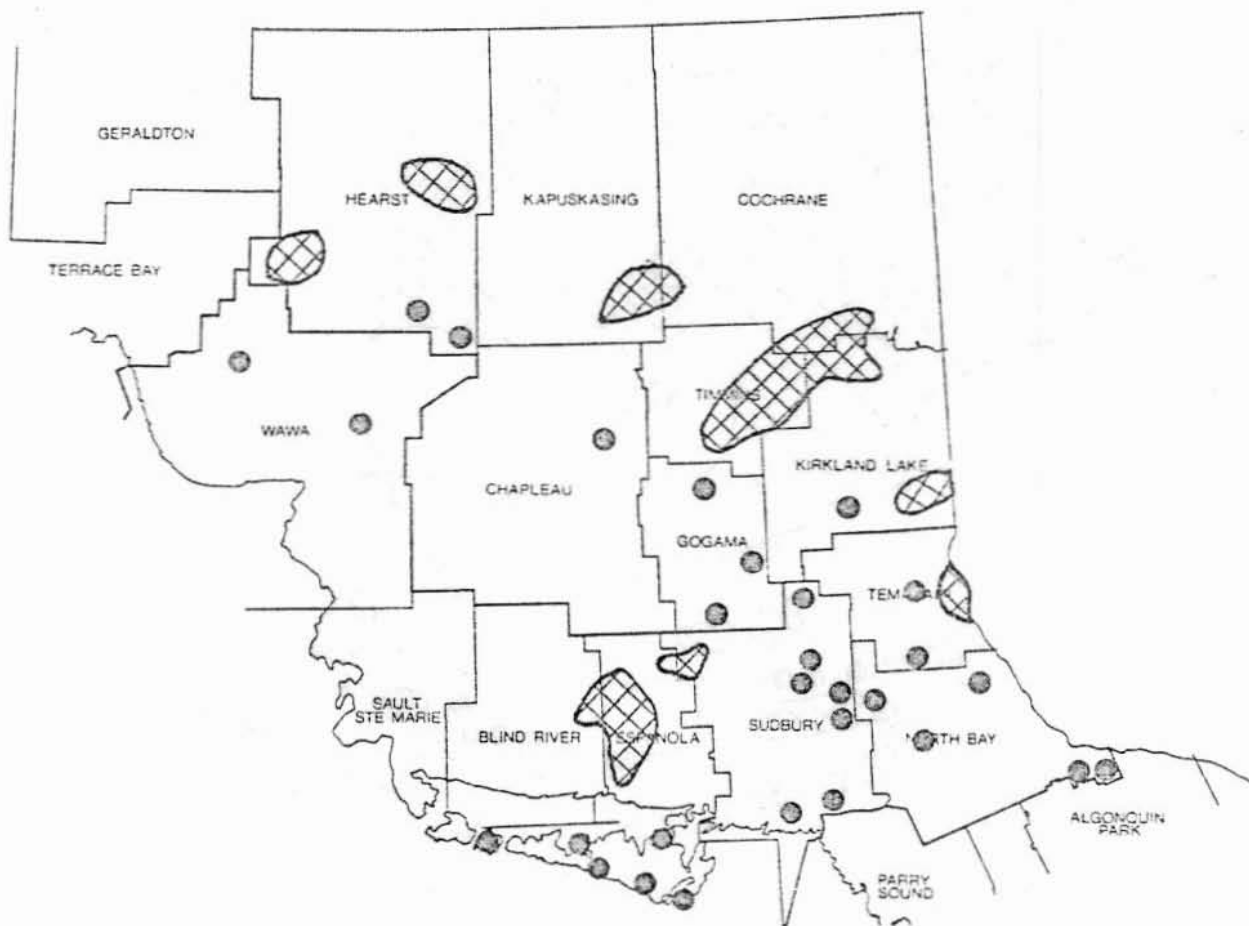 GERALDTON
HEARST
KAPUSKASING
COCHRANE
TERRACE BAY
WAWA
CHAPLEAU
KIRKLAND LAKE
GOGAMA
SAULT
STE MARIE
BLIND RIVER
SUDBURY
ALGONQUIN
PARK
PARRY
SOUND